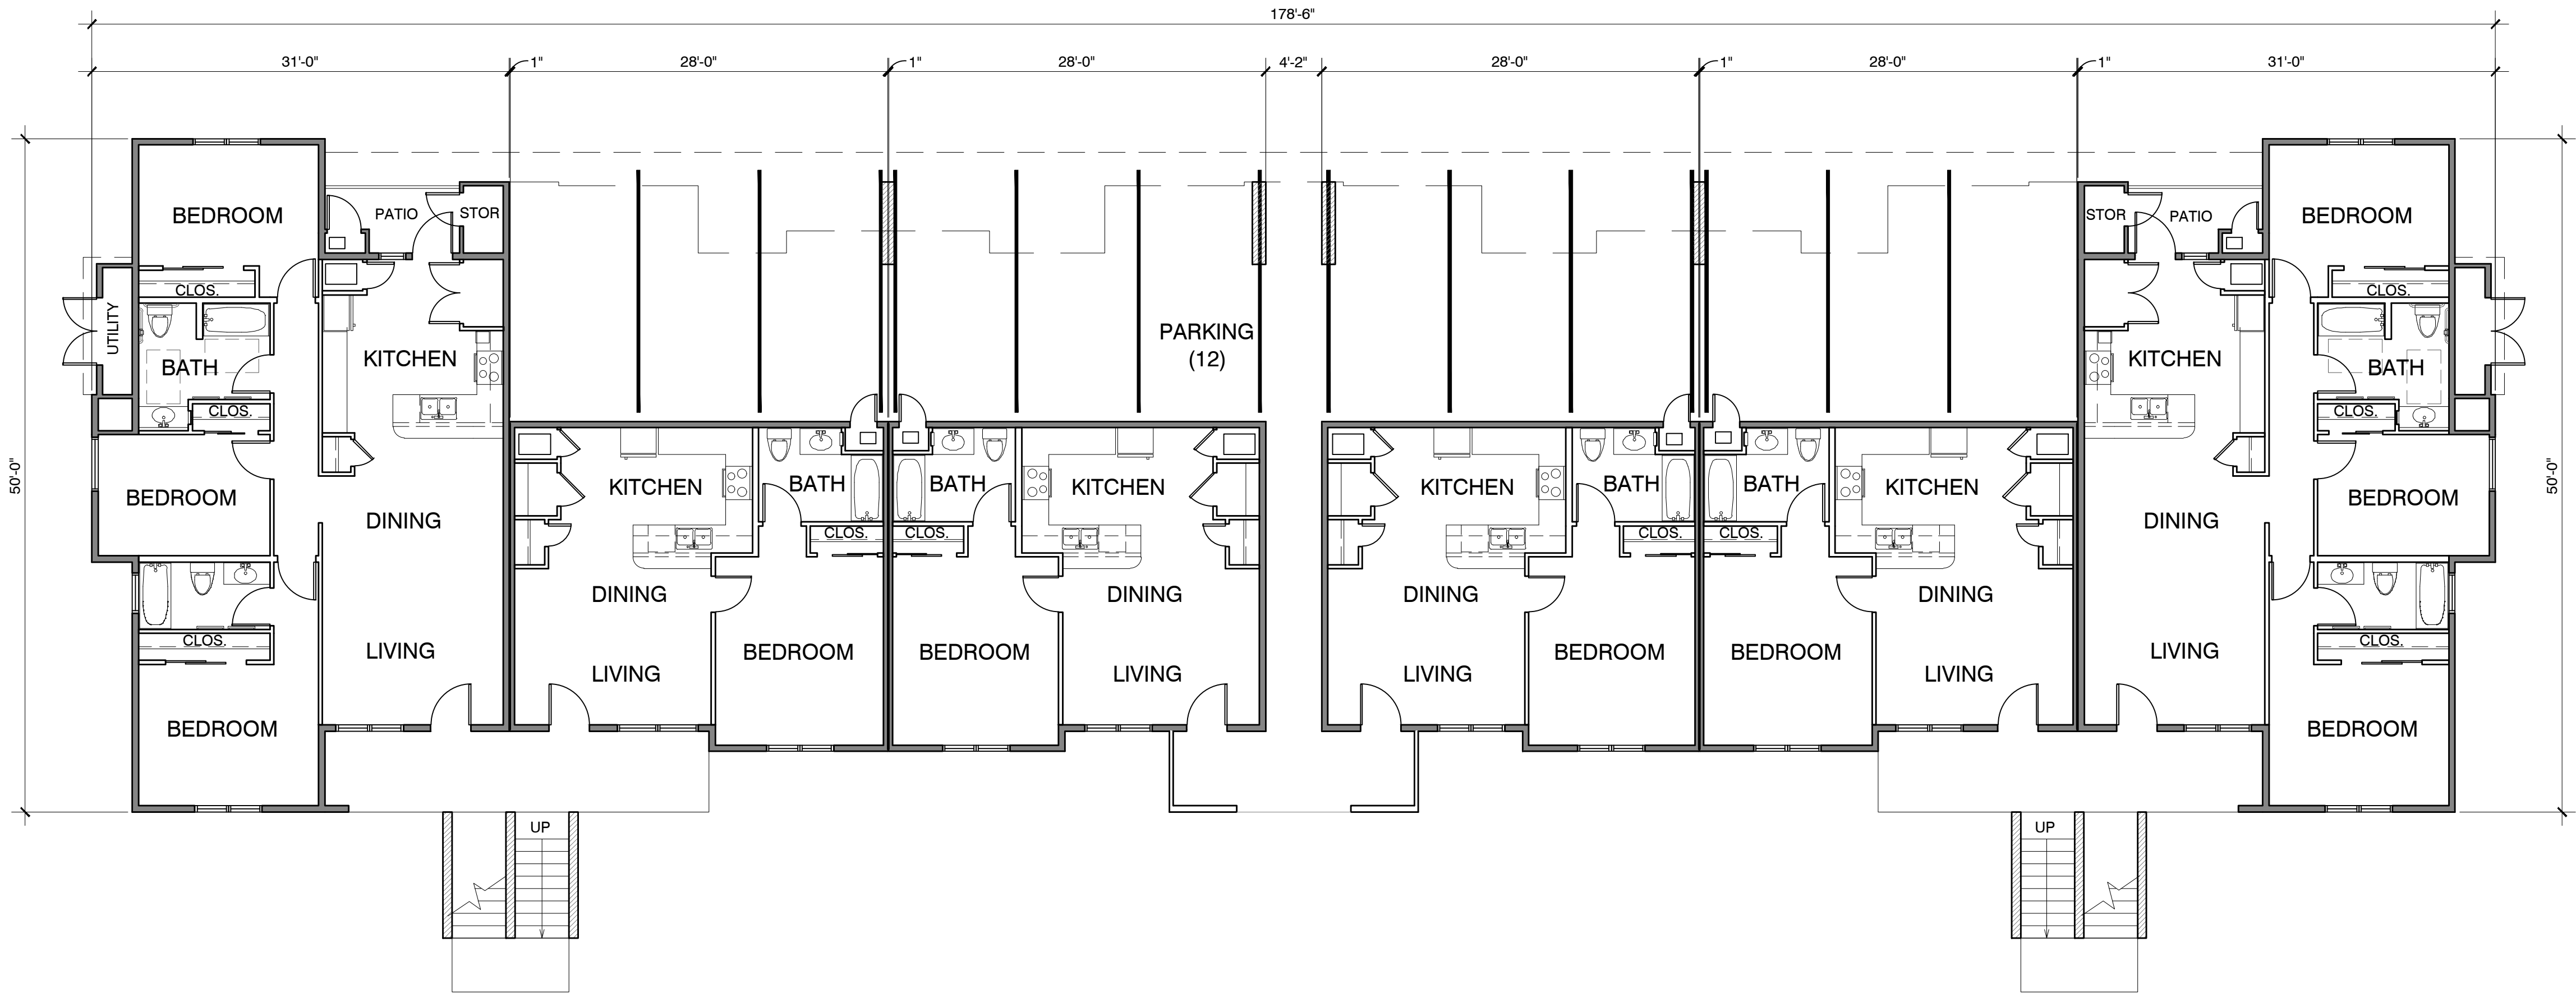 178'-6"
31'-0" 1" 28'-0" 1" 28'-0" 4'-2" 28'-0" 1" 28'-0" 1" 31'-0"
BEDROOM PATIO STOR STOR PATIO BEDROOM
CLOS. CLOS.
UTILITY
PARKING
(12)
BATH KITCHEN KITCHEN BATH
CLOS. CLOS.
50'-0" 50'-0"
BEDROOM KITCHEN BATH BATH KITCHEN KITCHEN BATH BATH KITCHEN BEDROOM
DINING DINING
CLOS. CLOS. CLOS. CLOS.
DINING DINING DINING DINING
CLOS. CLOS.
LIVING BEDROOM BEDROOM BEDROOM BEDROOM LIVING
LIVING LIVING LIVING LIVING
BEDROOM BEDROOM
UP UP